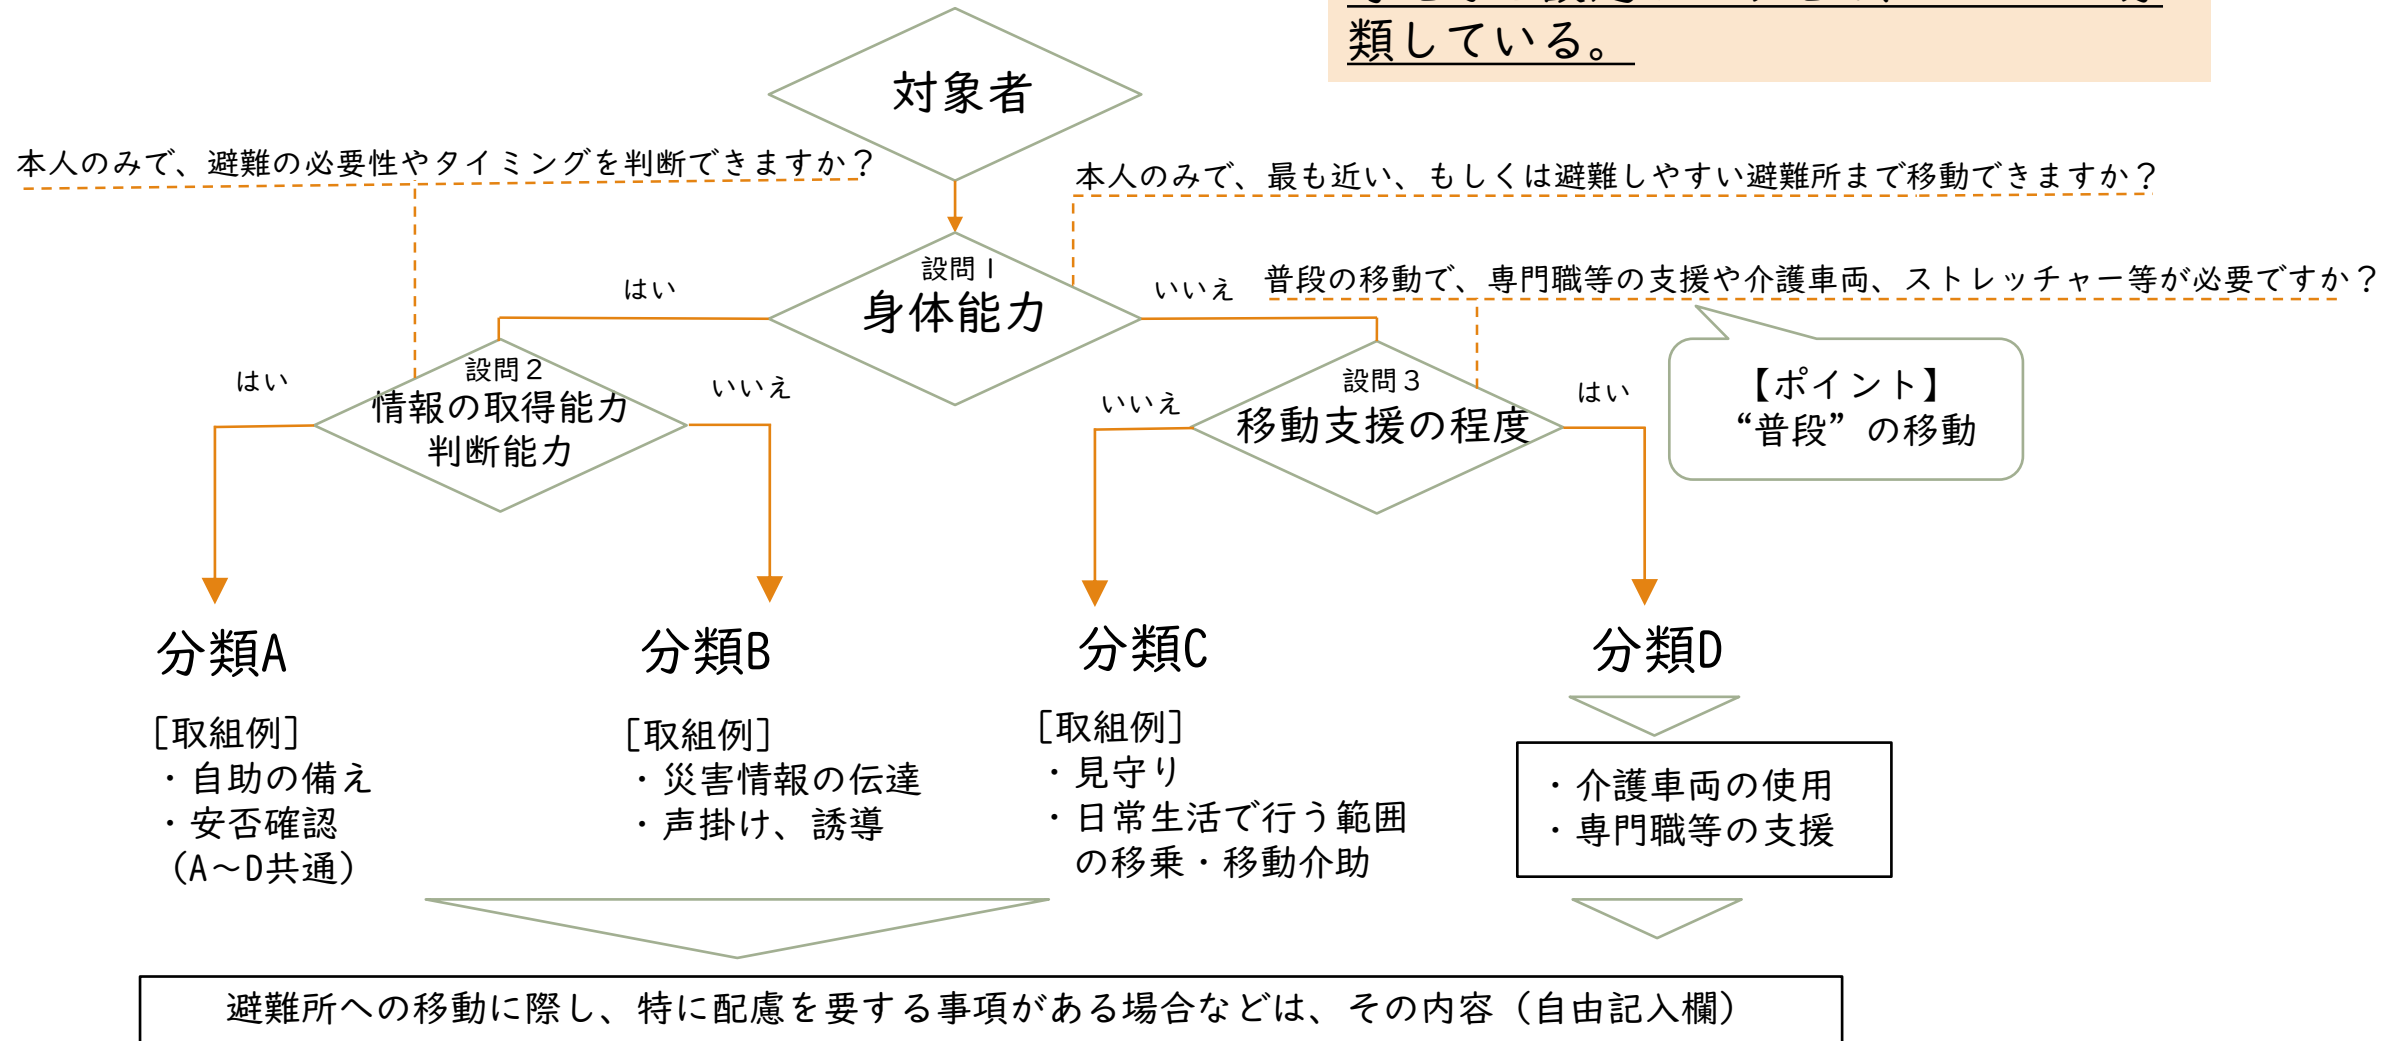 類している。
対象者
本人のみで、避難の必要性やタイミングを判断できますか？
本人のみで、最も近い、もしくは避難しやすい避難所まで移動できますか？
設問１
身体能力
はい
いいえ
普段の移動で、専門職等の支援や介護車両、ストレッチャー等が必要ですか？
設問２
情報の取得能力
判断能力
はい
いいえ
設問３
移動支援の程度
いいえ
はい
【ポイント】
“普段”の移動
分類A
分類B
分類C
分類D
［取組例］
・自助の備え
・安否確認
（A～D共通）
［取組例］
・災害情報の伝達
・声掛け、誘導
［取組例］
・見守り
・日常生活で行う範囲
の移乗・移動介助
・介護車両の使用
・専門職等の支援
避難所への移動に際し、特に配慮を要する事項がある場合などは、その内容（自由記入欄）